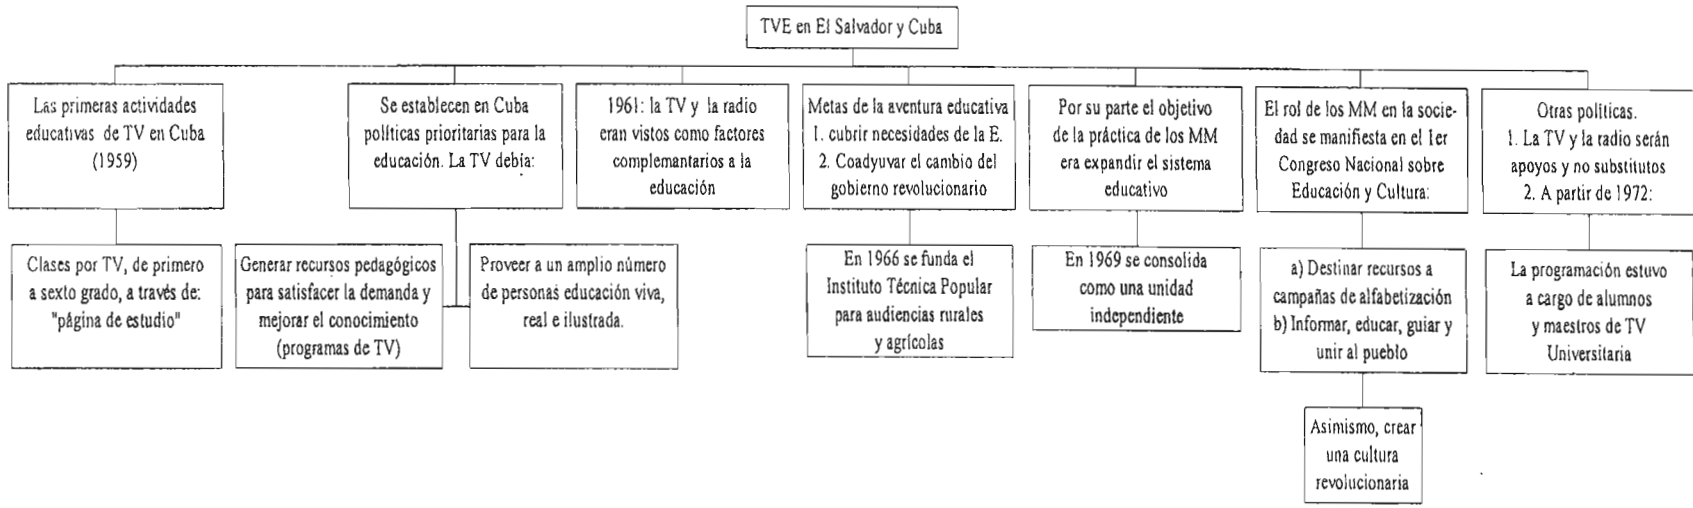 TVE en El Salvador y Cuba
Las primeras actividades
educativas de TV en Cuba
(1959)
Se establecen en Cuba
políticas prioritarias para la
educación. La TV debía:
1961: la TV y la radio
eran vistos como factores
complemantarios a la
educación
Metas de la aventura educativa
1. cubrir necesidades de la E.
2. Coadyuvar el cambio del
gobierno revolucionario
Por su parte el objetivo
de la práctica de los MM
era expandir el sistema
educativo
El rol de los MM en la socie-
dad se manifiesta en el 1er
Congreso Nacional sobre
Educación y Cultura:
Otras políticas.
1. La TV y la radio serán
apoyos y no substitutos
2. A partir de 1972:
Clases por TV, de primero
a sexto grado, a través de:
"página de estudio"
Generar recursos pedagógicos
para satisfacer la demanda y
mejorar el conocimiento
(programas de TV)
Proveer a un amplio número
de personas educación viva,
real e ilustrada.
En 1966 se funda el
Instituto Técnica Popular
para audiencias rurales
y agrícolas
En 1969 se consolida
como una unidad
independiente
a) Destinar recursos a
campañas de alfabetización
b) Informar, educar, guiar y
unir al pueblo
La programación estuvo
a cargo de alumnos
y maestros de TV
Universitaria
Asimismo, crear
una cultura
revolucionaria